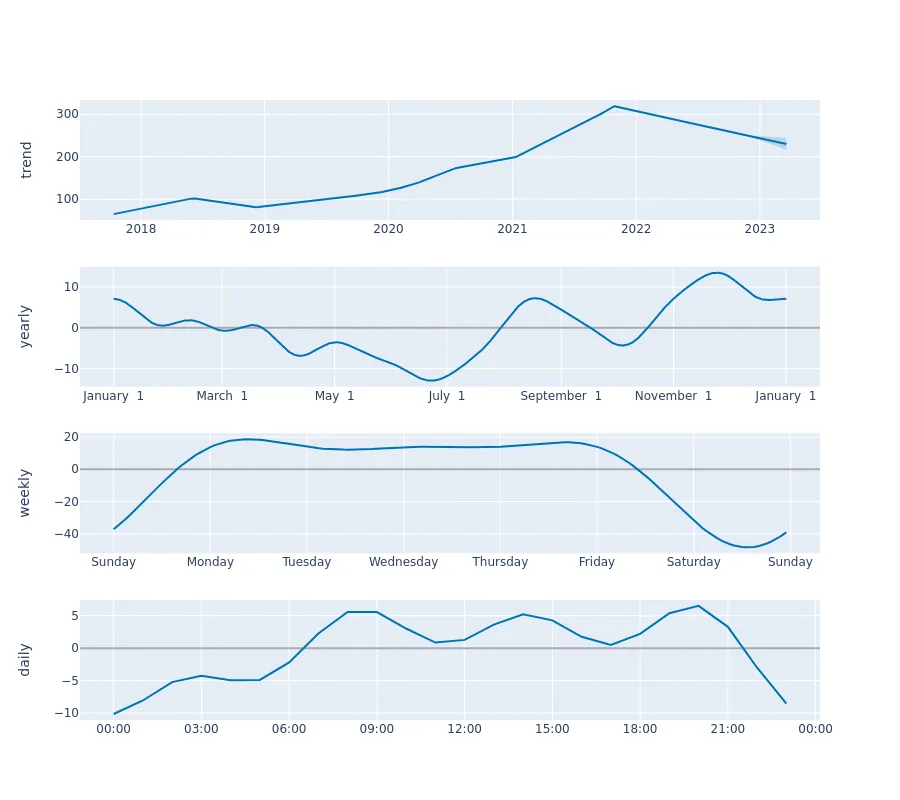 trend
300
200
100
2018 2019 2020 2021 2022 2023
yearly
10
0
−10
January 1 March 1 May 1 July 1 September 1 November 1 January 1
weekly
20
0
−20
−40
Sunday Monday Tuesday Wednesday Thursday Friday Saturday Sunday
daily
5
0
−5
−10
00:00 03:00 06:00 09:00 12:00 15:00 18:00 21:00 00:00